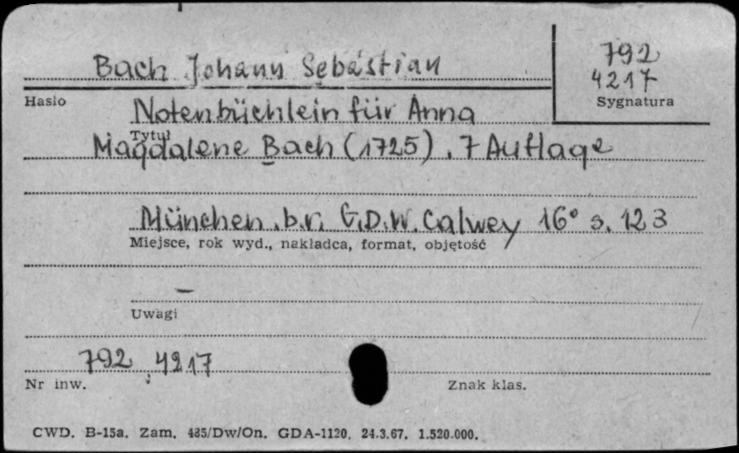 Bach Johann Sebastian
792
4217
Hasło
Sygnatura
Notenbüchlein für Anna
Tytuł
Magdalene Bach (1725). 7 Auflage
München. b.r. G.D.W. Calwey 16° s. 123
Miejsce, rok wyd., nakładca, format, objętość
Uwagi
792 4217
Nr inw.
Znak klas.
CWD. B-15a. Zam. 485/Dw/On. GDA-1120. 24.3.67. 1.520.000.